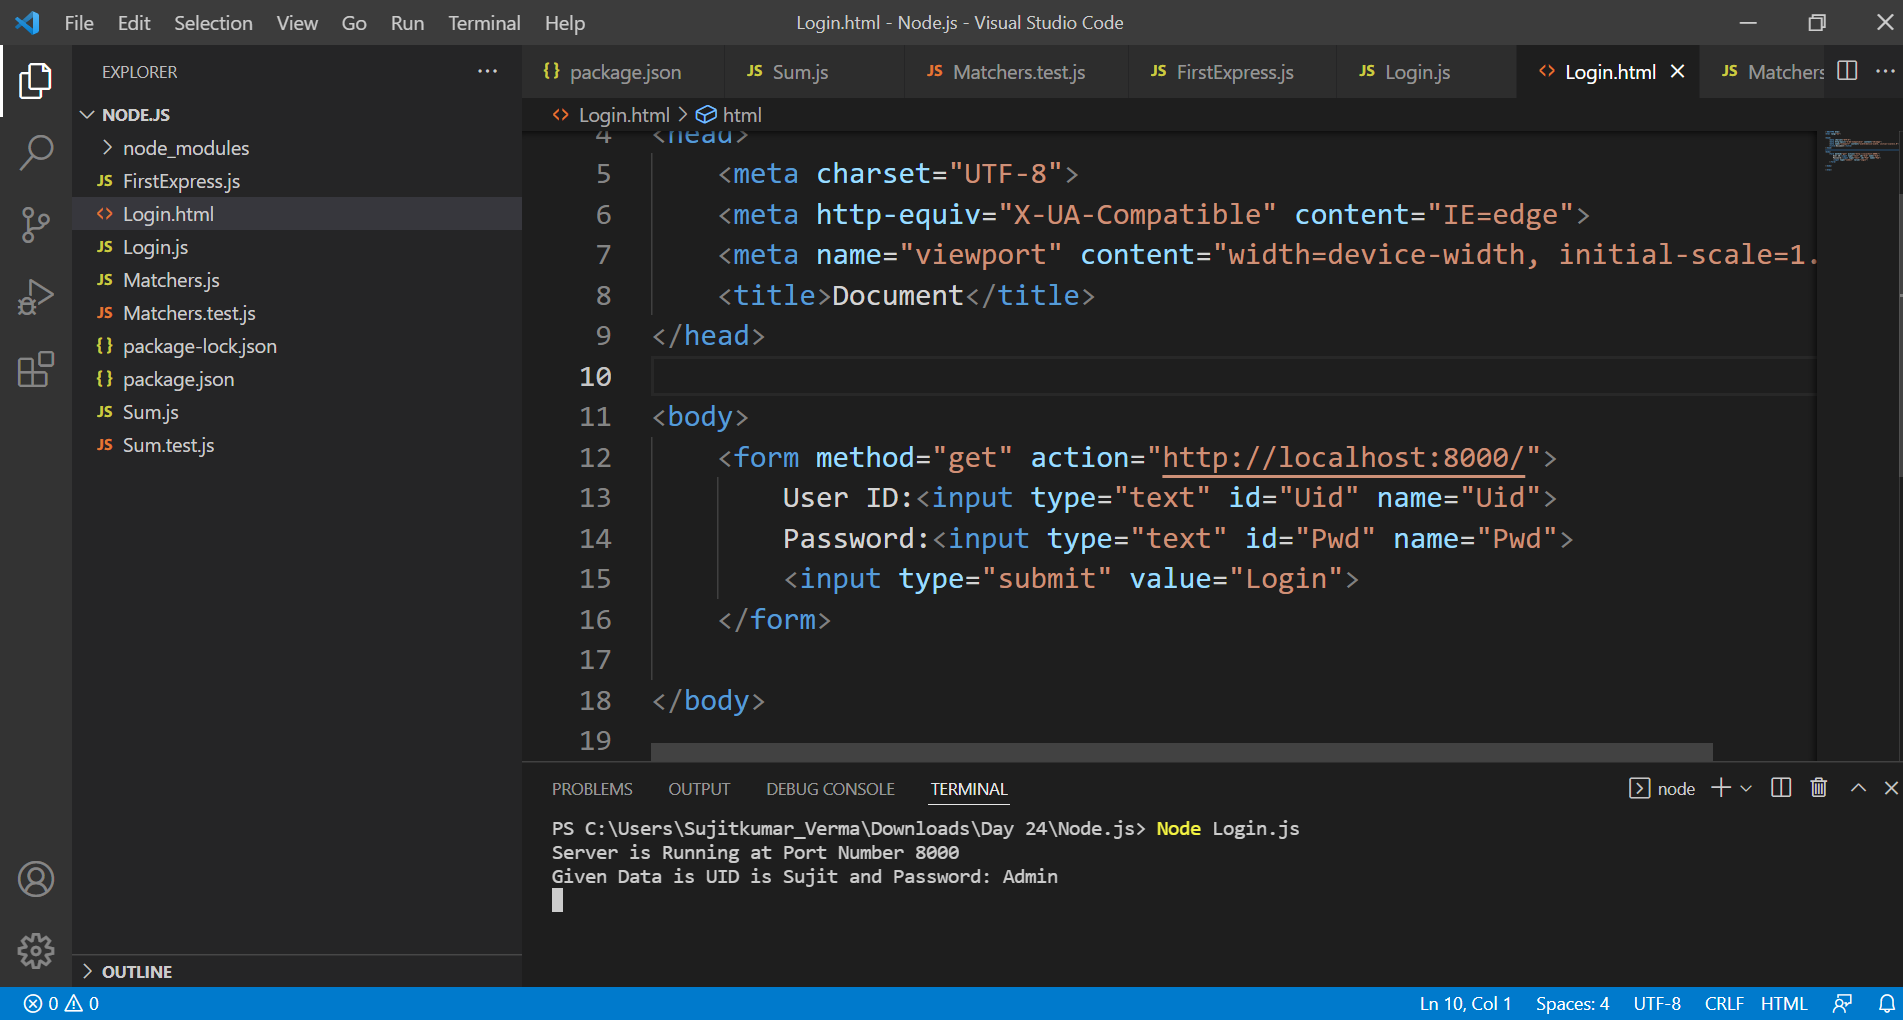 File Edit Selection View Go Run Terminal Help
Login.html - Node.js - Visual Studio Code
EXPLORER
NODE.JS
node_modules
JS FirstExpress.js
<> Login.html
JS Login.js
JS Matchers.js
JS Matchers.test.js
{} package-lock.json
{} package.json
JS Sum.js
JS Sum.test.js
OUTLINE
{} package.json JS Sum.js JS Matchers.test.js JS FirstExpress.js JS Login.js <> Login.html JS Matchers
<> Login.html > html
4 <head>
5 <meta charset="UTF-8">
6 <meta http-equiv="X-UA-Compatible" content="IE=edge">
7 <meta name="viewport" content="width=device-width, initial-scale=1.
8 <title>Document</title>
9 </head>
10
11 <body>
12 <form method="get" action="http://localhost:8000/">
13 User ID:<input type="text" id="Uid" name="Uid">
14 Password:<input type="text" id="Pwd" name="Pwd">
15 <input type="submit" value="Login">
16 </form>
17
18 </body>
19
PROBLEMS OUTPUT DEBUG CONSOLE TERMINAL
node
PS C:\Users\Sujitkumar_Verma\Downloads\Day 24\Node.js> Node Login.js
Server is Running at Port Number 8000
Given Data is UID is Sujit and Password: Admin
0 0
Ln 10, Col 1 Spaces: 4 UTF-8 CRLF HTML